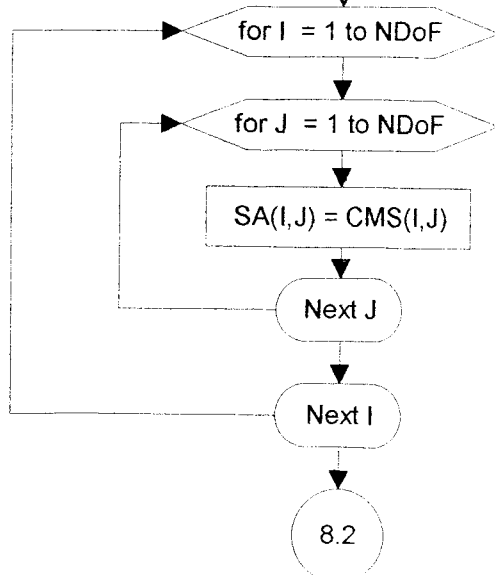 for I = 1 to NDoF
for J = 1 to NDoF
SA(I,J) = CMS(I,J)
Next J
Next I
8.2